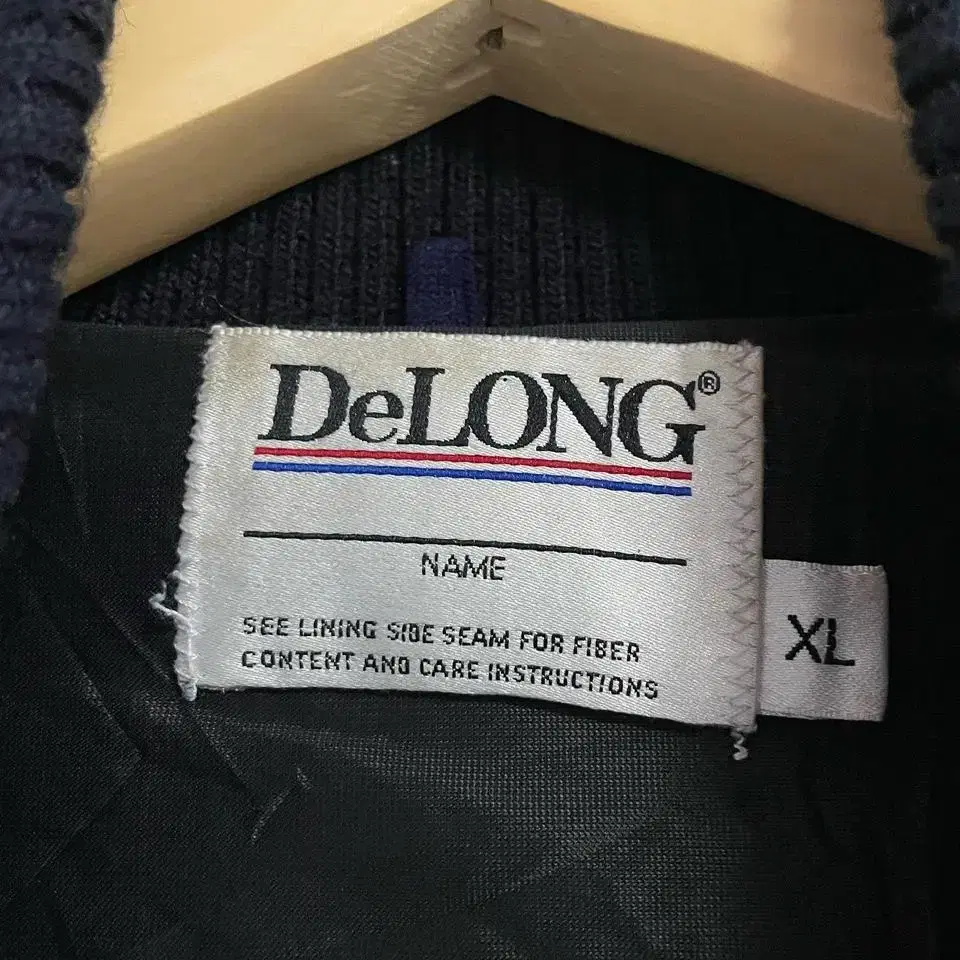 DeLONG®
NAME
SEE LINING SIDE SEAM FOR FIBER
CONTENT AND CARE INSTRUCTIONS
XL